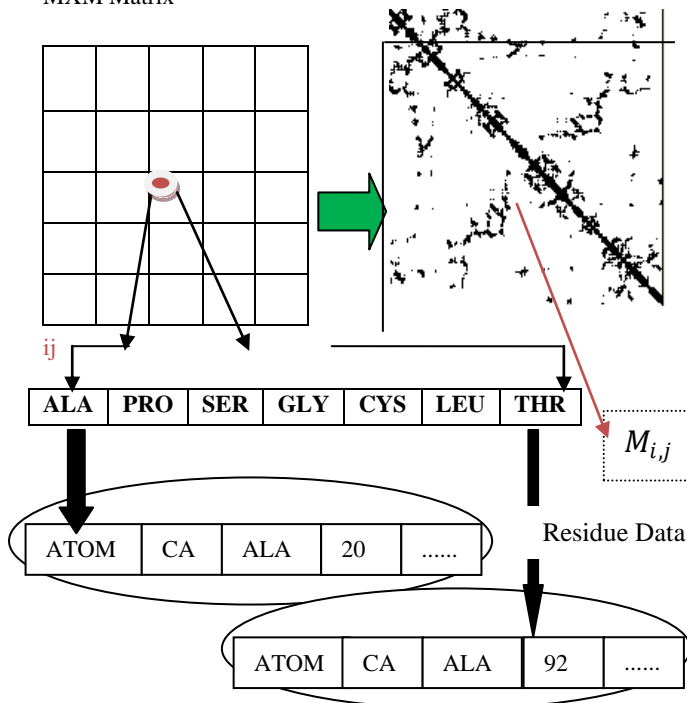 MXM Matrix
ij
ALA PRO SER GLY CYS LEU THR
M_{i,j}
ATOM CA ALA 20 ......
Residue Data
ATOM CA ALA 92 ......